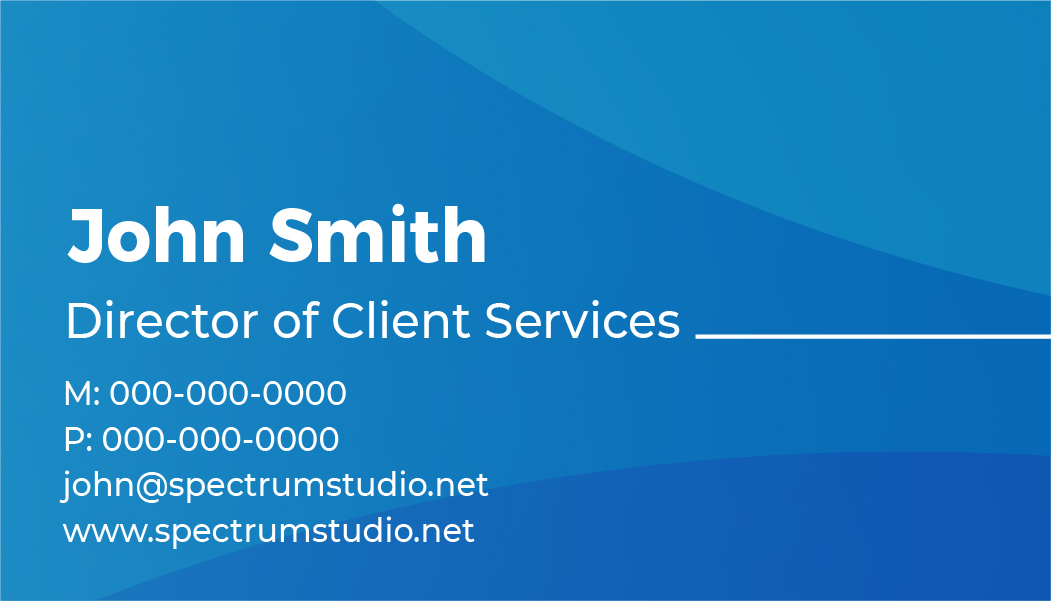 John Smith
Director of Client Services
M: 000-000-0000
P: 000-000-0000
john@spectrumstudio.net
www.spectrumstudio.net